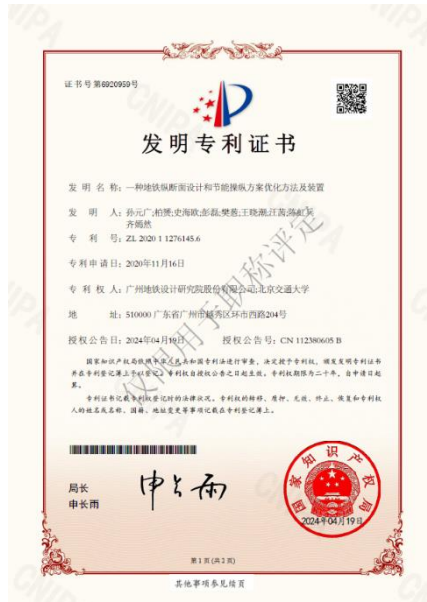 证书号第6920959号
发明专利证书
发 明 名 称：一种地铁纵断面设计和节能操纵方案优化方法及装置
发 明 人：孙元广;柏赟;史海欧;彭磊;樊葱;王晓潮;汪茜;陈虹兵
齐嫣然
专 利 号：ZL 2020 1 1276145.6
专利申请日：2020年11月16日
专 利 权 人：广州地铁设计研究院股份有限公司;北京交通大学
地 址：510000 广东省广州市越秀区环市西路204号
授权公告日：2024年04月19日 授权公告号：CN 112380605 B
国家知识产权局依照中华人民共和国专利法进行审查，决定授予专利权，颁发发明专利证书
并在专利登记簿上予以登记。专利权自授权公告之日起生效。专利权期限为二十年，自申请日起
算。
专利证书记载专利权登记时的法律状况。专利权的转移、质押、无效、终止、恢复和专利权
人的姓名或名称、国籍、地址变更等事项记载在专利登记簿上。
仅用于职称评定
局长
申长雨
申长雨
国家知识产权局
2024年04月19日
第 1 页 (共 2 页)
其他事项参见续页
CNIPA